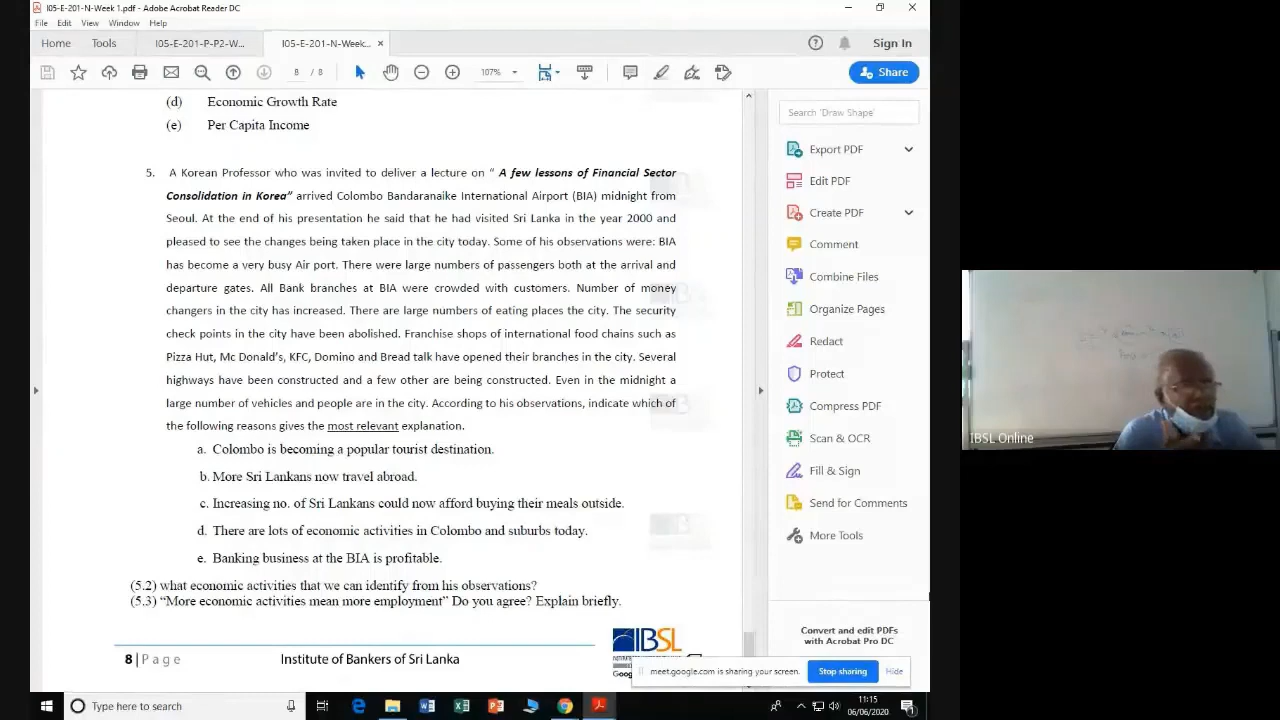 I05-E-201-N-Week 1.pdf - Adobe Acrobat Reader DC
File Edit View Window Help
Home Tools I05-E-201-P-P2-W... I05-E-201-N-Week... × Sign In
8 / 8 107% Share
(d) Economic Growth Rate
(e) Per Capita Income
5. A Korean Professor who was invited to deliver a lecture on “ A few lessons of Financial Sector
Consolidation in Korea” arrived Colombo Bandaranaike International Airport (BIA) midnight from
Seoul. At the end of his presentation he said that he had visited Sri Lanka in the year 2000 and
pleased to see the changes being taken place in the city today. Some of his observations were: BIA
has become a very busy Air port. There were large numbers of passengers both at the arrival and
departure gates. All Bank branches at BIA were crowded with customers. Number of money
changers in the city has increased. There are large numbers of eating places the city. The security
check points in the city have been abolished. Franchise shops of international food chains such as
Pizza Hut, Mc Donald’s, KFC, Domino and Bread talk have opened their branches in the city. Several
highways have been constructed and a few other are being constructed. Even in the midnight a
large number of vehicles and people are in the city. According to his observations, indicate which of
the following reasons gives the most relevant explanation.
a. Colombo is becoming a popular tourist destination.
b. More Sri Lankans now travel abroad.
c. Increasing no. of Sri Lankans could now afford buying their meals outside.
d. There are lots of economic activities in Colombo and suburbs today.
e. Banking business at the BIA is profitable.
(5.2) what economic activities that we can identify from his observations?
(5.3) “More economic activities mean more employment” Do you agree? Explain briefly.
8 | Page Institute of Bankers of Sri Lanka
IBSL
Search 'Draw Shape'
Export PDF
Edit PDF
Create PDF
Comment
Combine Files
Organize Pages
Redact
Protect
Compress PDF
Scan & OCR
Fill & Sign
Send for Comments
More Tools
Convert and edit PDFs
with Acrobat Pro DC
meet.google.com is sharing your screen. Stop sharing Hide
IBSL Online
Type here to search
11:15
06/06/2020